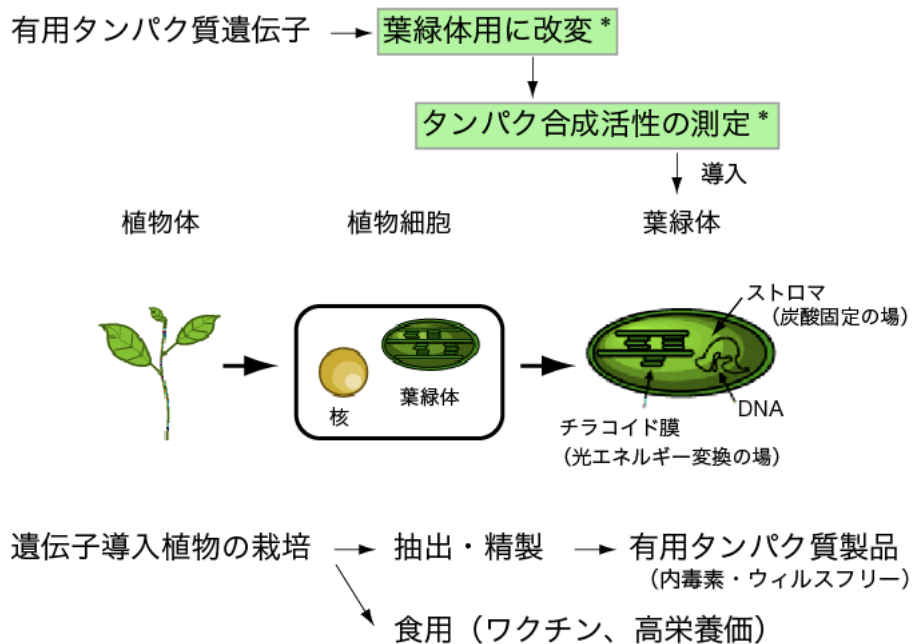 有用タンパク質遺伝子
葉緑体用に改変*
タンパク合成活性の測定*
導入
植物体
植物細胞
葉緑体
ストロマ
（炭酸固定の場）
核
葉緑体
DNA
チラコイド膜
（光エネルギー変換の場）
遺伝子導入植物の栽培
抽出・精製
有用タンパク質製品
（内毒素・ウィルスフリー）
食用（ワクチン、高栄養価）